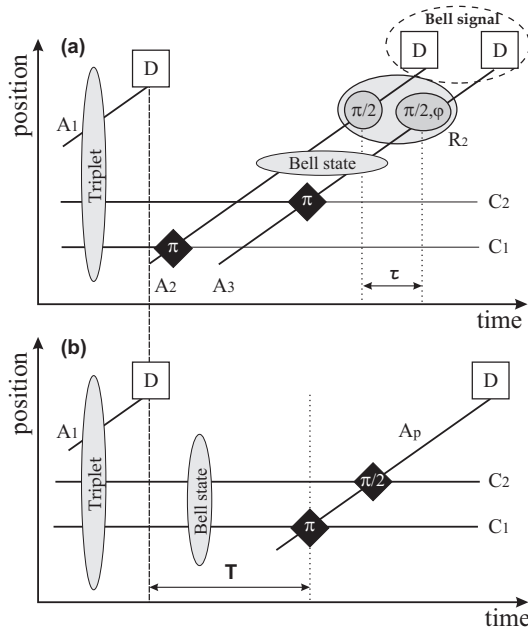 (a)
Bell signal
D
D
D
A1
π/2
π/2,φ
R2
position
Triplet
Bell state
π
C2
π
C1
A2
A3
τ
time
(b)
D
D
A1
Ap
position
Triplet
Bell state
π/2
C2
π
C1
T
time